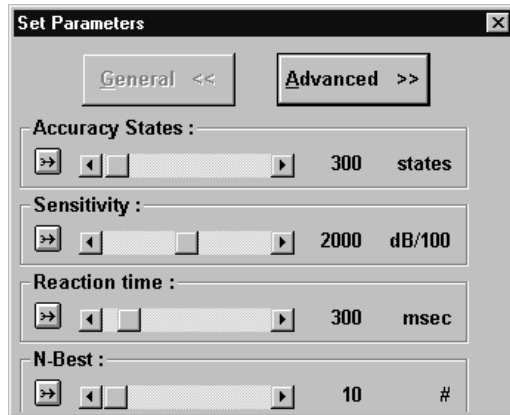 Set Parameters
General <<
Advanced >>
Accuracy States :
300 states
Sensitivity :
2000 dB/100
Reaction time :
300 msec
N-Best :
10 #